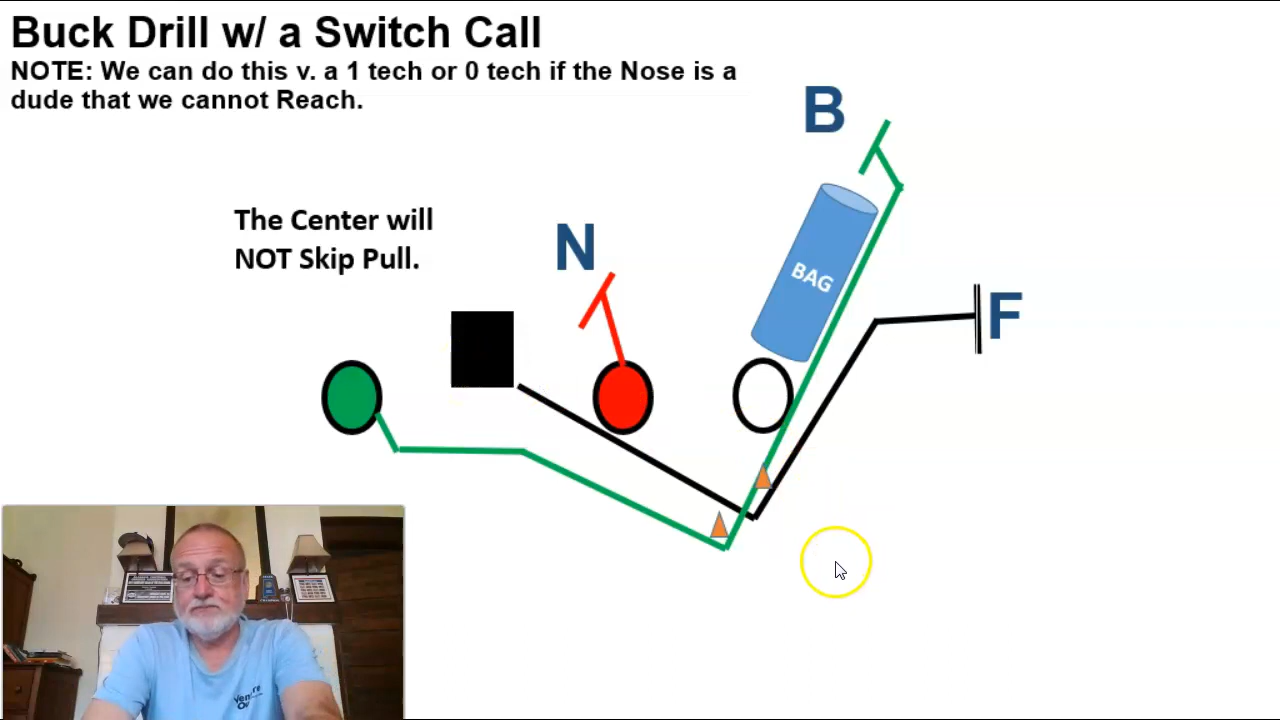 Buck Drill w/ a Switch Call
NOTE: We can do this v. a 1 tech or 0 tech if the Nose is a
dude that we cannot Reach.
B
The Center will
NOT Skip Pull.
N
BAG
F